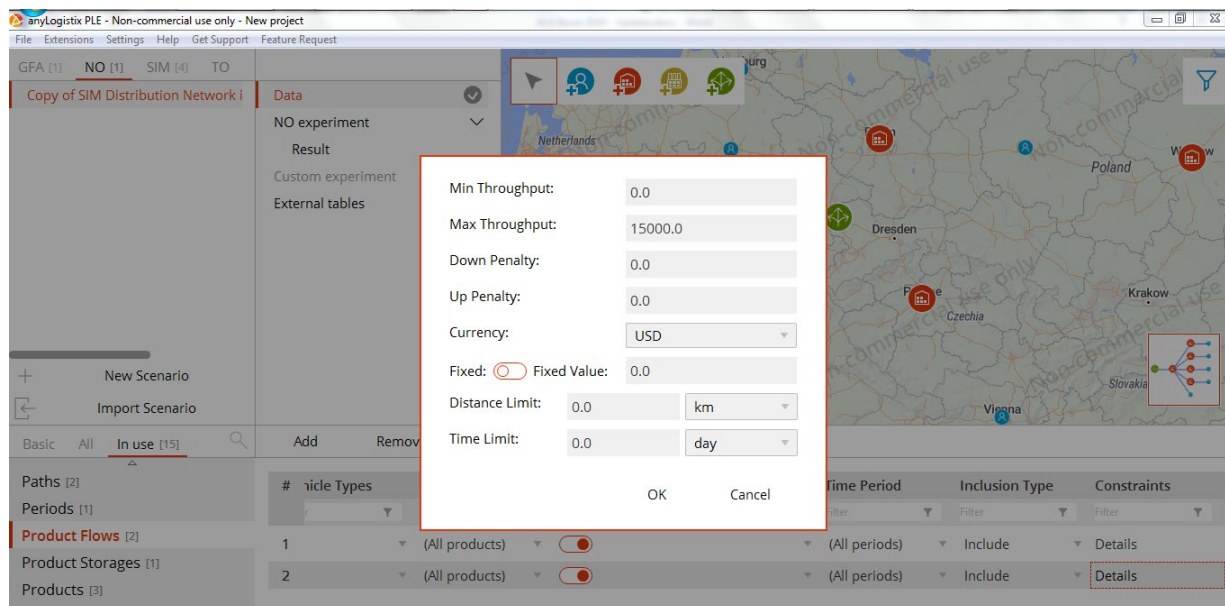 anyLogistix PLE - Non-commercial use only - New project
File Extensions Settings Help Get Support Feature Request
GFA [1] NO [1] SIM [4] TO
Copy of SIM Distribution Network i
Data
NO experiment
Result
Custom experiment
External tables
New Scenario
Import Scenario
Netherlands
Poland
Dresden
Krakow
Czechia
Slovakia
Vienna
Non-commercial use only
Min Throughput: 0.0
Max Throughput: 15000.0
Down Penalty: 0.0
Up Penalty: 0.0
Currency: USD
Fixed: Fixed Value: 0.0
Distance Limit: 0.0 km
Time Limit: 0.0 day
OK Cancel
Basic All In use [15]
Add Remov
Paths [2]
Periods [1]
Product Flows [2]
Product Storages [1]
Products [3]
# hicle Types Time Period Inclusion Type Constraints
Filter Filter Filter
1 (All products) (All periods) Include Details
2 (All products) (All periods) Include Details